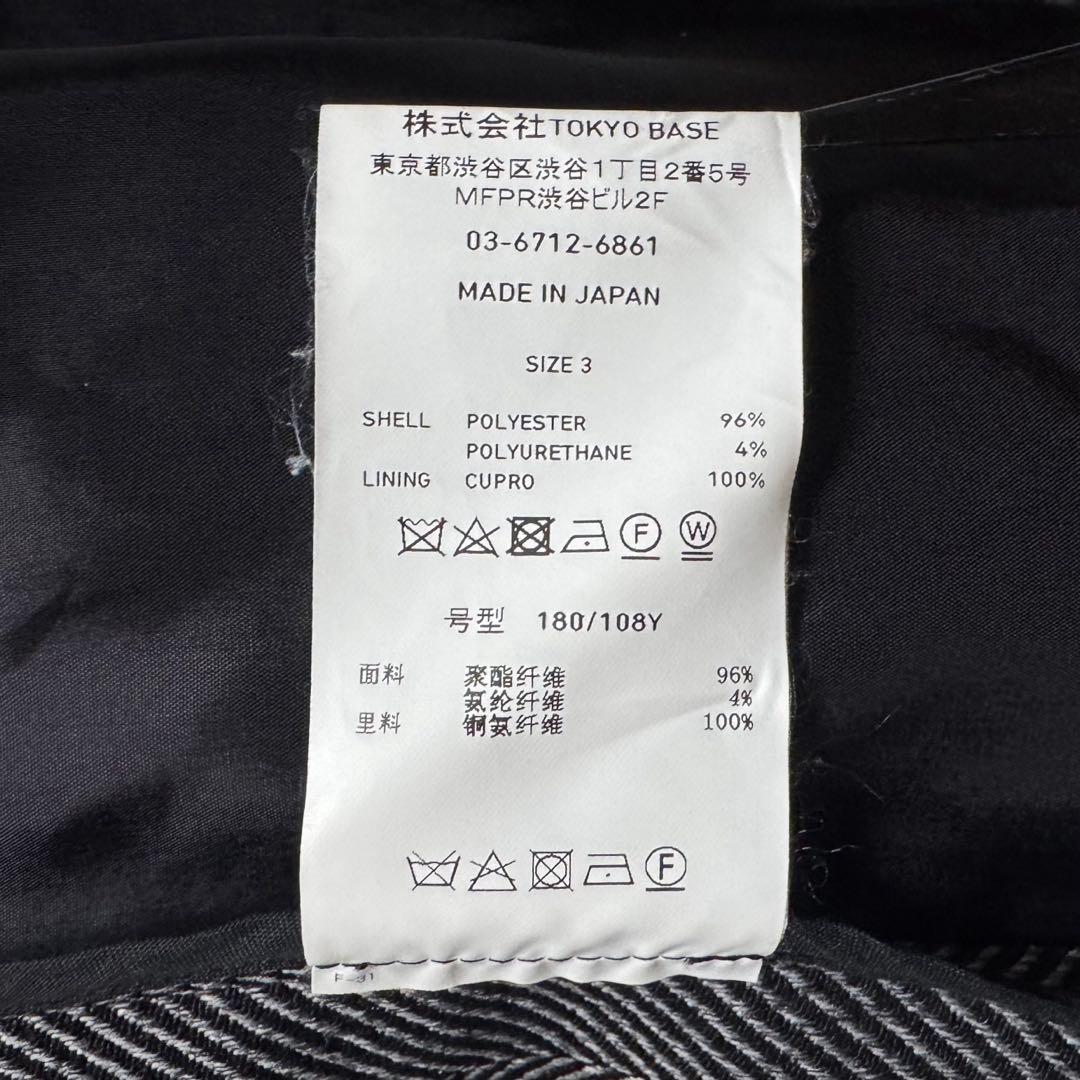 株式会社TOKYO BASE
東京都渋谷区渋谷1丁目2番5号
MFPR渋谷ビル2F
03-6712-6861
MADE IN JAPAN
SIZE 3
SHELL POLYESTER 96%
POLYURETHANE 4%
LINING CUPRO 100%
F W
号型 180/108Y
面料 聚酯纤维 96%
氨纶纤维 4%
里料 铜氨纤维 100%
F